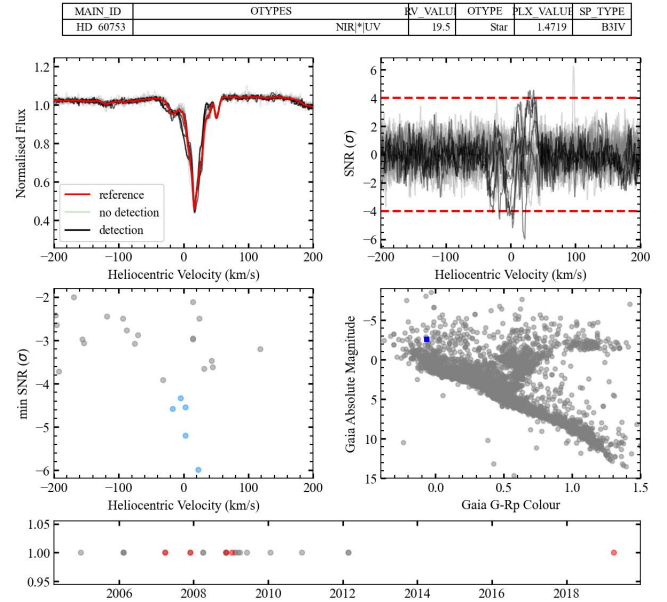 MAIN_ID OTYPES RV_VALUE OTYPE PLX_VALUE SP_TYPE
HD 60753 NIR|*|UV 19.5 Star 1.4719 B3IV
1.2
1.0
0.8
0.6
0.4
Normalised Flux
reference
no detection
detection
−200 −100 0 100 200
Heliocentric Velocity (km/s)
6
4
2
0
−2
−4
−6
SNR (σ)
−200 −100 0 100 200
Heliocentric Velocity (km/s)
−2
−3
−4
−5
−6
min SNR (σ)
−200 −100 0 100 200
Heliocentric Velocity (km/s)
−5
0
5
10
15
Gaia Absolute Magnitude
0.0 0.5 1.0 1.5
Gaia G-Rp Colour
1.05
1.00
0.95
2006 2008 2010 2012 2014 2016 2018